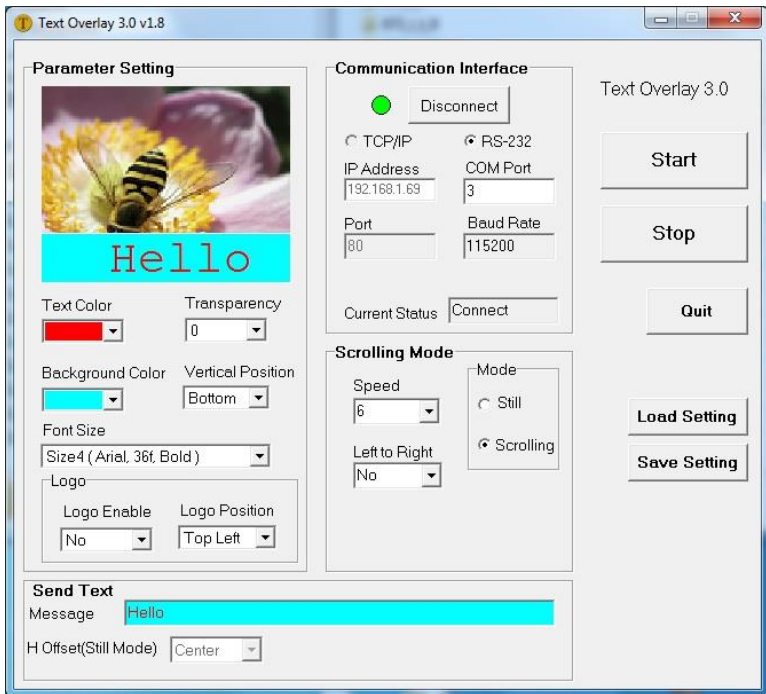 Text Overlay 3.0 v1.8
Parameter Setting
Hello
Text Color
Transparency
0
Background Color
Vertical Position
Bottom
Font Size
Size4 ( Arial, 36f, Bold )
Logo
Logo Enable
Logo Position
No
Top Left
Communication Interface
Disconnect
TCP/IP
RS-232
IP Address
COM Port
192.168.1.69
3
Port
Baud Rate
80
115200
Current Status
Connect
Scrolling Mode
Speed
6
Left to Right
No
Mode
Still
Scrolling
Text Overlay 3.0
Start
Stop
Quit
Load Setting
Save Setting
Send Text
Message
Hello
H Offset(Still Mode)
Center